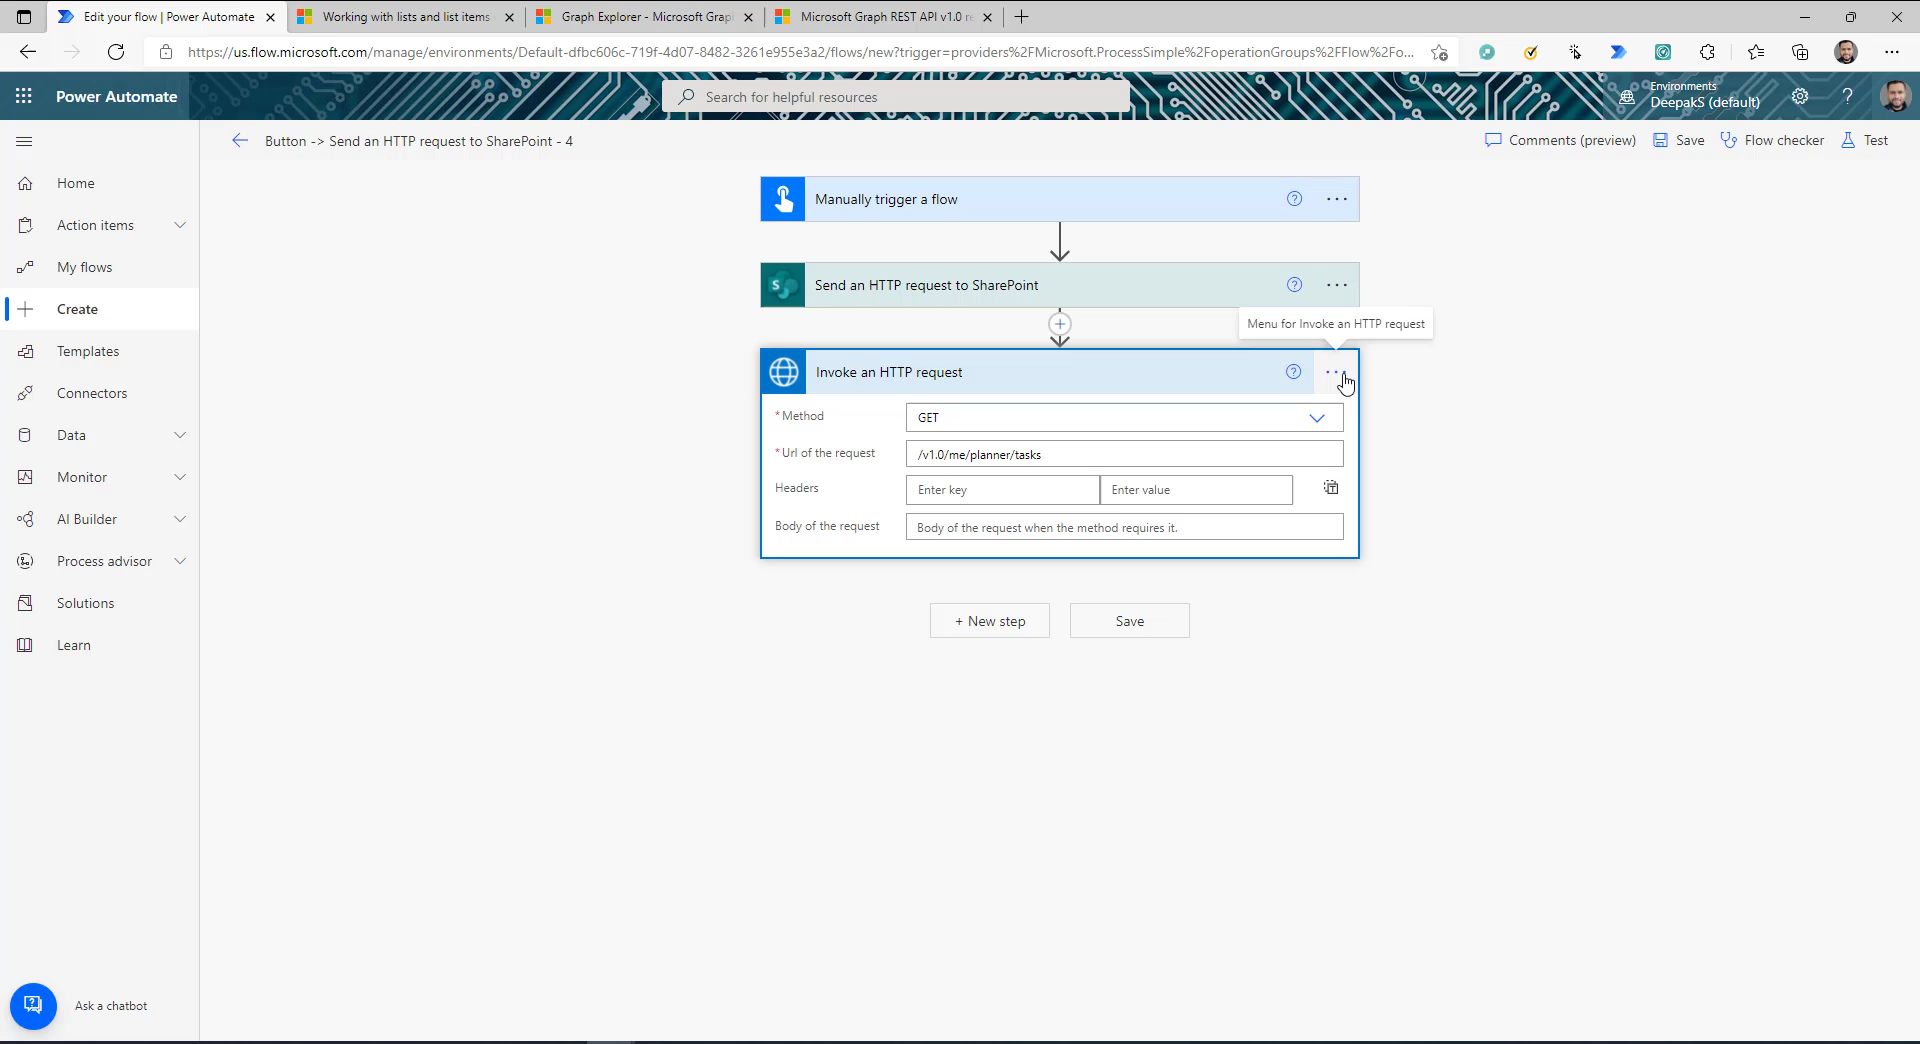 Edit your flow | Power Automate
Working with lists and list items
Graph Explorer - Microsoft Grap
Microsoft Graph REST API v1.0 re
https://us.flow.microsoft.com/manage/environments/Default-dfbc606c-719f-4d07-8482-3261e955e3a2/flows/new?trigger=providers%2FMicrosoft.ProcessSimple%2FoperationGroups%2FFlow%2Fo...
Power Automate
Search for helpful resources
Environments
DeepakS (default)
Button -> Send an HTTP request to SharePoint - 4
Comments (preview)
Save
Flow checker
Test
Home
Action items
My flows
Create
Templates
Connectors
Data
Monitor
AI Builder
Process advisor
Solutions
Learn
Ask a chatbot
Manually trigger a flow
Send an HTTP request to SharePoint
Menu for Invoke an HTTP request
Invoke an HTTP request
* Method
GET
* Url of the request
/v1.0/me/planner/tasks
Headers
Enter key
Enter value
Body of the request
Body of the request when the method requires it.
+ New step
Save